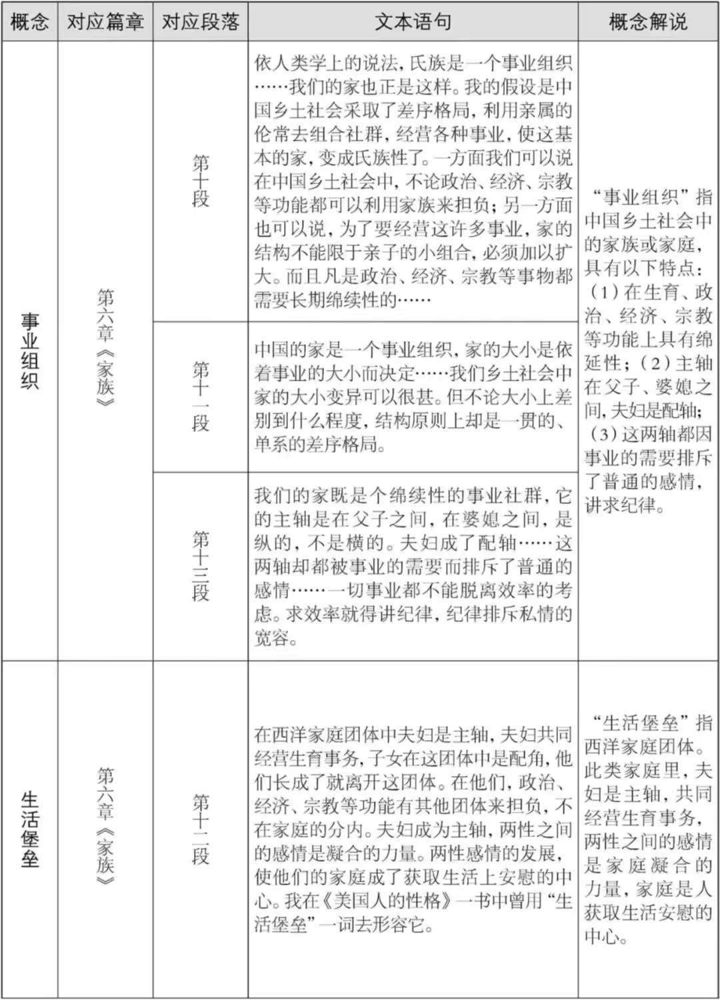 概念 对应篇章 对应段落 文本语句 概念解说
事业组织
第六章《家族》
第十段
依人类学上的说法，氏族是一个事业组织
……我们的家也正是这样。我的假设是中
国乡土社会采取了差序格局，利用亲属的
伦常去组合社群，经营各种事业，使这基
本的家，变成氏族性了。一方面我们可以说
在中国乡土社会中，不论政治、经济、宗教
等功能都可以利用家族来担负；另一方面
也可以说，为了要经营这许多事业，家的
结构不能限于亲子的小组合，必须加以扩
大。而且凡是政治、经济、宗教等事物都
需要长期绵续性的……
第十一段
中国的家是一个事业组织，家的大小是依
着事业的大小而决定……我们乡土社会中
家的大小变异可以很甚。但不论大小上差
别到什么程度，结构原则上却是一贯的、
单系的差序格局。
第十三段
我们的家既是个绵续性的事业社群，它
的主轴是在父子之间，在婆媳之间，是
纵的，不是横的。夫妇成了配轴……这
两轴却都被事业的需要而排斥了普通的
感情……一切事业都不能脱离效率的考
虑。求效率就得讲纪律，纪律排斥私情的
宽容。
“事业组织”指
中国乡土社会中
的家族或家庭，
具有以下特点：
（1）在生育、政
治、经济、宗教
等功能上具有绵
延性；（2）主轴
在父子、婆媳之
间，夫妇是配轴；
（3）这两轴都因
事业的需要排斥
了普通的感情，
讲求纪律。
生活堡垒
第六章《家族》
第十二段
在西洋家庭团体中夫妇是主轴，夫妇共同
经营生育事务，子女在这团体中是配角，他
们长成了就离开这团体。在他们，政治、
经济、宗教等功能有其他团体来担负，不
在家庭的分内。夫妇成为主轴，两性之间
的感情是凝合的力量。两性感情的发展，
使他们的家庭成了获取生活上安慰的中
心。我在《美国人的性格》一书中曾用“生
活堡垒”一词去形容它。
“生活堡垒”指
西洋家庭团体。
此类家庭里，夫
妇是主轴，共同
经营生育事务，
两性之间的感情
是家庭凝合的
力量，家庭是人
获取生活安慰的
中心。